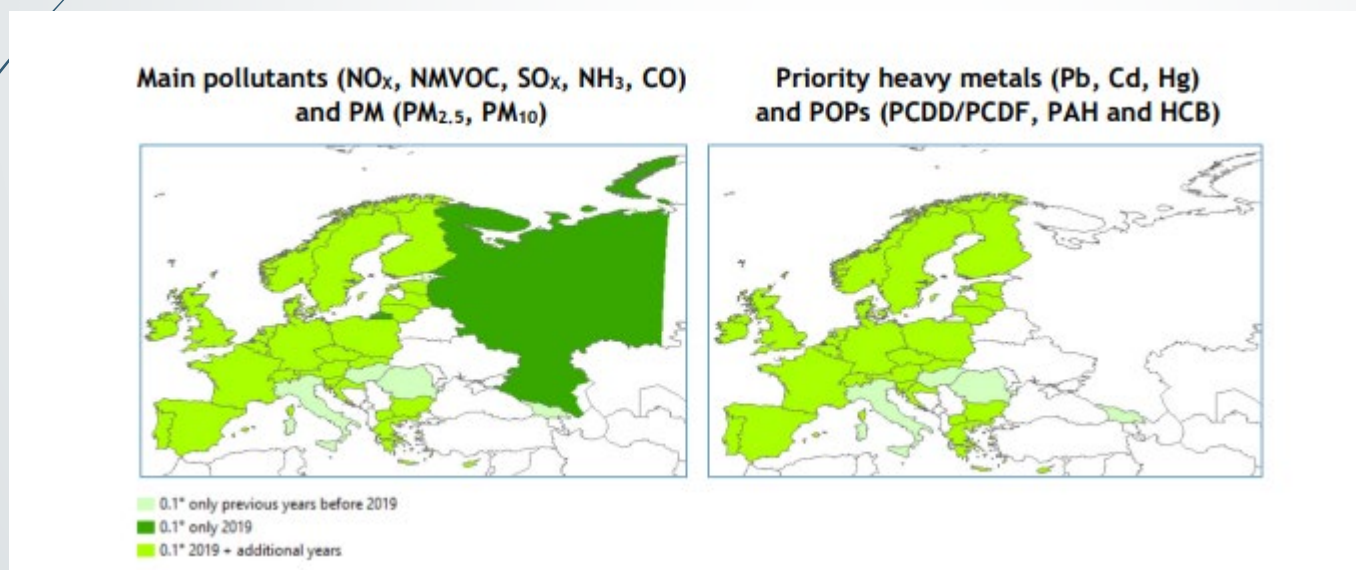 Main pollutants (NOₓ, NMVOC, SOₓ, NH₃, CO)
and PM (PM₂.₅, PM₁₀)
Priority heavy metals (Pb, Cd, Hg)
and POPs (PCDD/PCDF, PAH and HCB)
0.1° only previous years before 2019
0.1° only 2019
0.1° 2019 + additional years